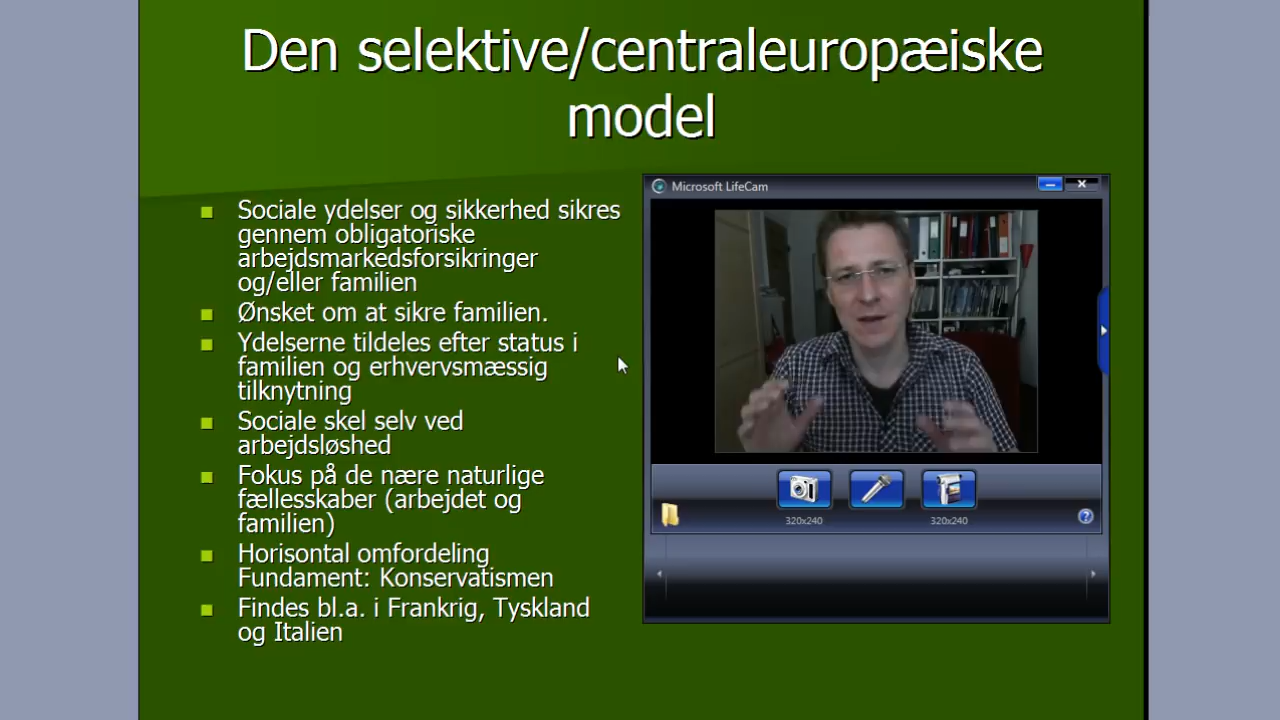 Den selektive/centraleuropæiske
model
Sociale ydelser og sikkerhed sikres
gennem obligatoriske
arbejdsmarkedsforsikringer
og/eller familien
Ønsket om at sikre familien.
Ydelserne tildeles efter status i
familien og erhvervsmæssig
tilknytning
Sociale skel selv ved
arbejdsløshed
Fokus på de nære naturlige
fællesskaber (arbejdet og
familien)
Horisontal omfordeling
Fundament: Konservatismen
Findes bl.a. i Frankrig, Tyskland
og Italien
Microsoft LifeCam
320x240
320x240